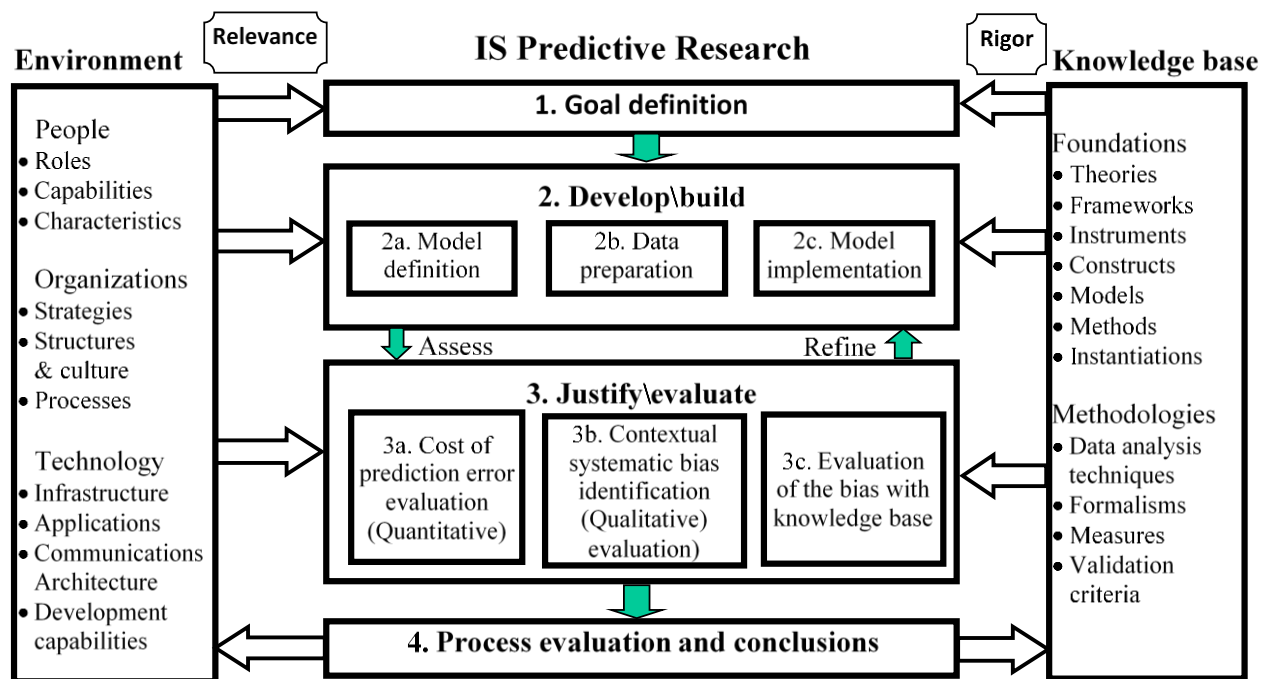 Relevance
IS Predictive Research
Rigor
Environment
Knowledge base
People
• Roles
• Capabilities
• Characteristics
Organizations
• Strategies
• Structures
& culture
• Processes
Technology
• Infrastructure
• Applications
• Communications
Architecture
• Development
capabilities
1. Goal definition
2. Develop\build
2a. Model
definition
2b. Data
preparation
2c. Model
implementation
Assess
Refine
3. Justify\evaluate
3a. Cost of
prediction error
evaluation
(Quantitative)
3b. Contextual
systematic bias
identification
(Qualitative)
evaluation)
3c. Evaluation
of the bias with
knowledge base
4. Process evaluation and conclusions
Foundations
• Theories
• Frameworks
• Instruments
• Constructs
• Models
• Methods
• Instantiations
Methodologies
• Data analysis
techniques
• Formalisms
• Measures
• Validation
criteria